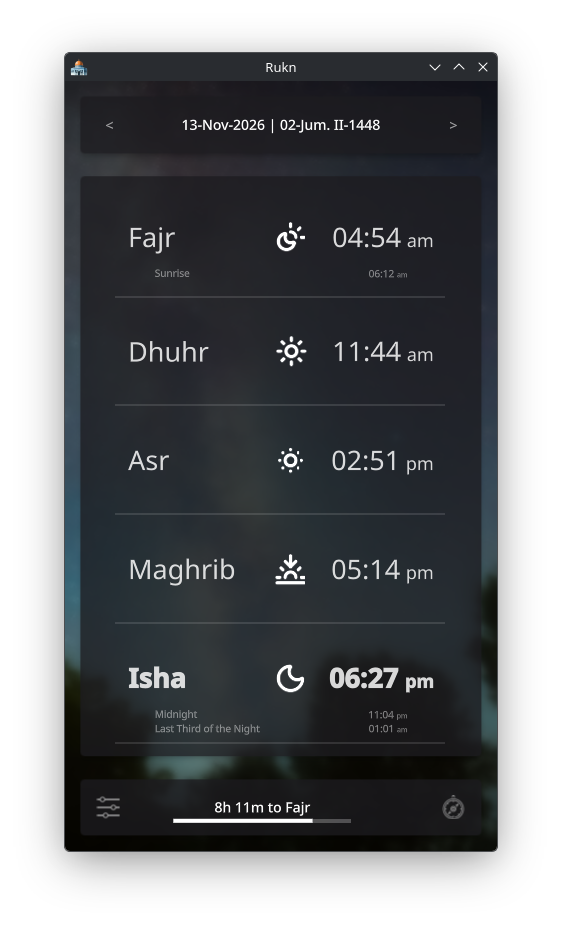 Rukn
< 13-Nov-2026 | 02-Jum. II-1448 >
Fajr 04:54 am
Sunrise 06:12 am
Dhuhr 11:44 am
Asr 02:51 pm
Maghrib 05:14 pm
Isha 06:27 pm
Midnight 11:04 pm
Last Third of the Night 01:01 am
8h 11m to Fajr